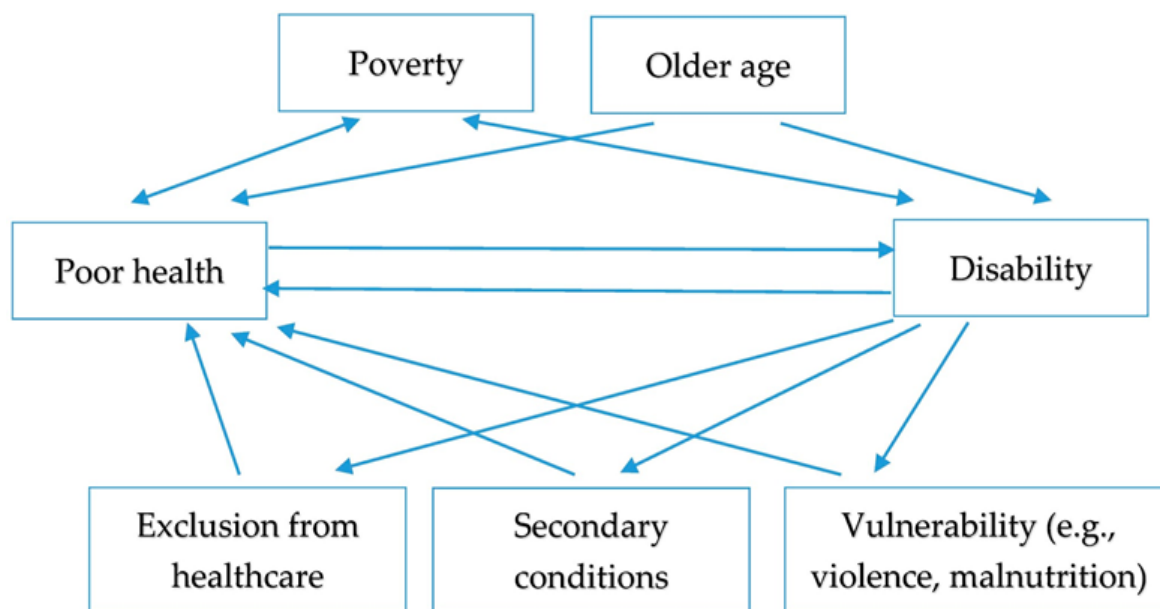 Poverty
Older age
Poor health
Disability
Exclusion from
healthcare
Secondary
conditions
Vulnerability (e.g.,
violence, malnutrition)